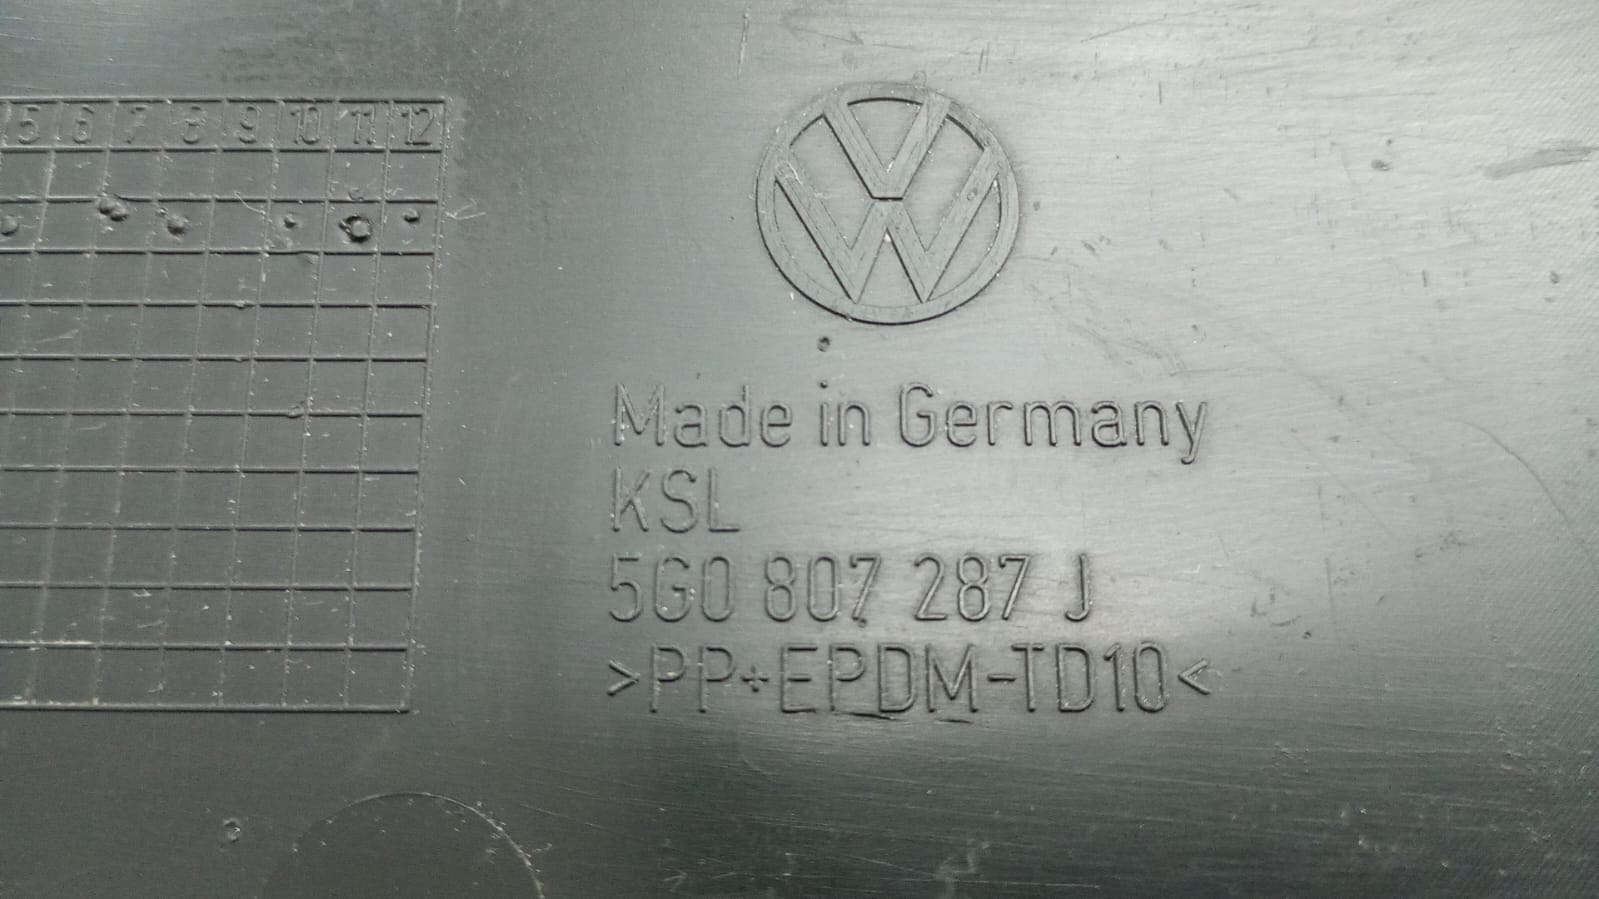 5 6 7 8 9 10 11 12
Made in Germany
KSL
5G0 807 287 J
>PP+EPDM-TD10<